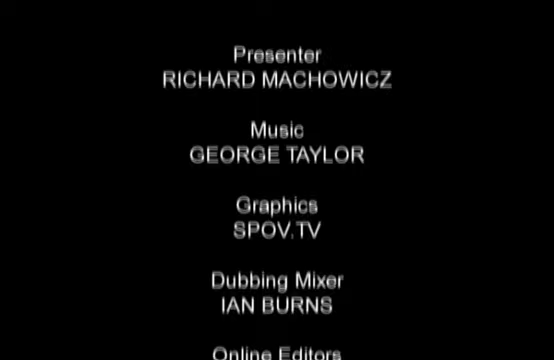 Presenter
RICHARD MACHOWICZ
Music
GEORGE TAYLOR
Graphics
SPOV.TV
Dubbing Mixer
IAN BURNS
Online Editors